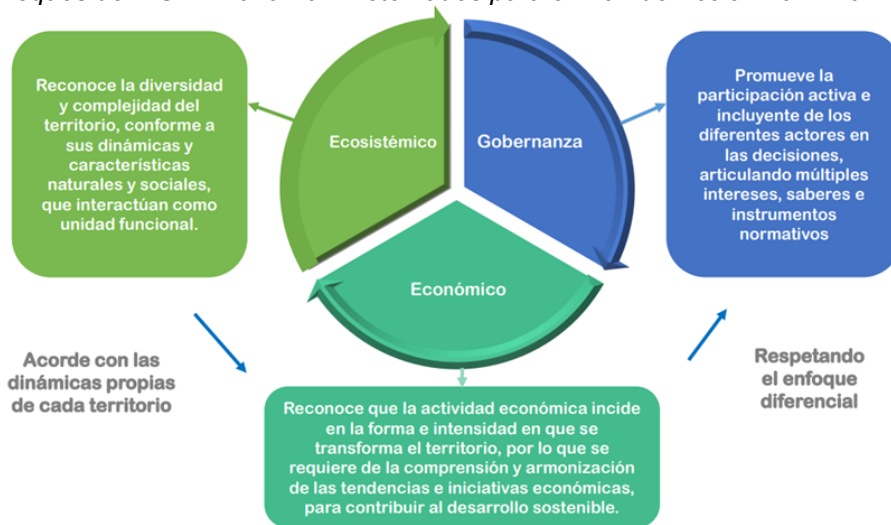 Reconoce la diversidad
y complejidad del
territorio, conforme a
sus dinámicas y
características
naturales y sociales,
que interactúan como
unidad funcional.
Ecosistémico
Gobernanza
Promueve la
participación activa e
incluyente de los
diferentes actores en
las decisiones,
articulando múltiples
intereses, saberes e
instrumentos
normativos
Económico
Acorde con las
dinámicas propias
de cada territorio
Respetando
el enfoque
diferencial
Reconoce que la actividad económica incide
en la forma e intensidad en que se
transforma el territorio, por lo que se
requiere de la comprensión y armonización
de las tendencias e iniciativas económicas,
para contribuir al desarrollo sostenible.